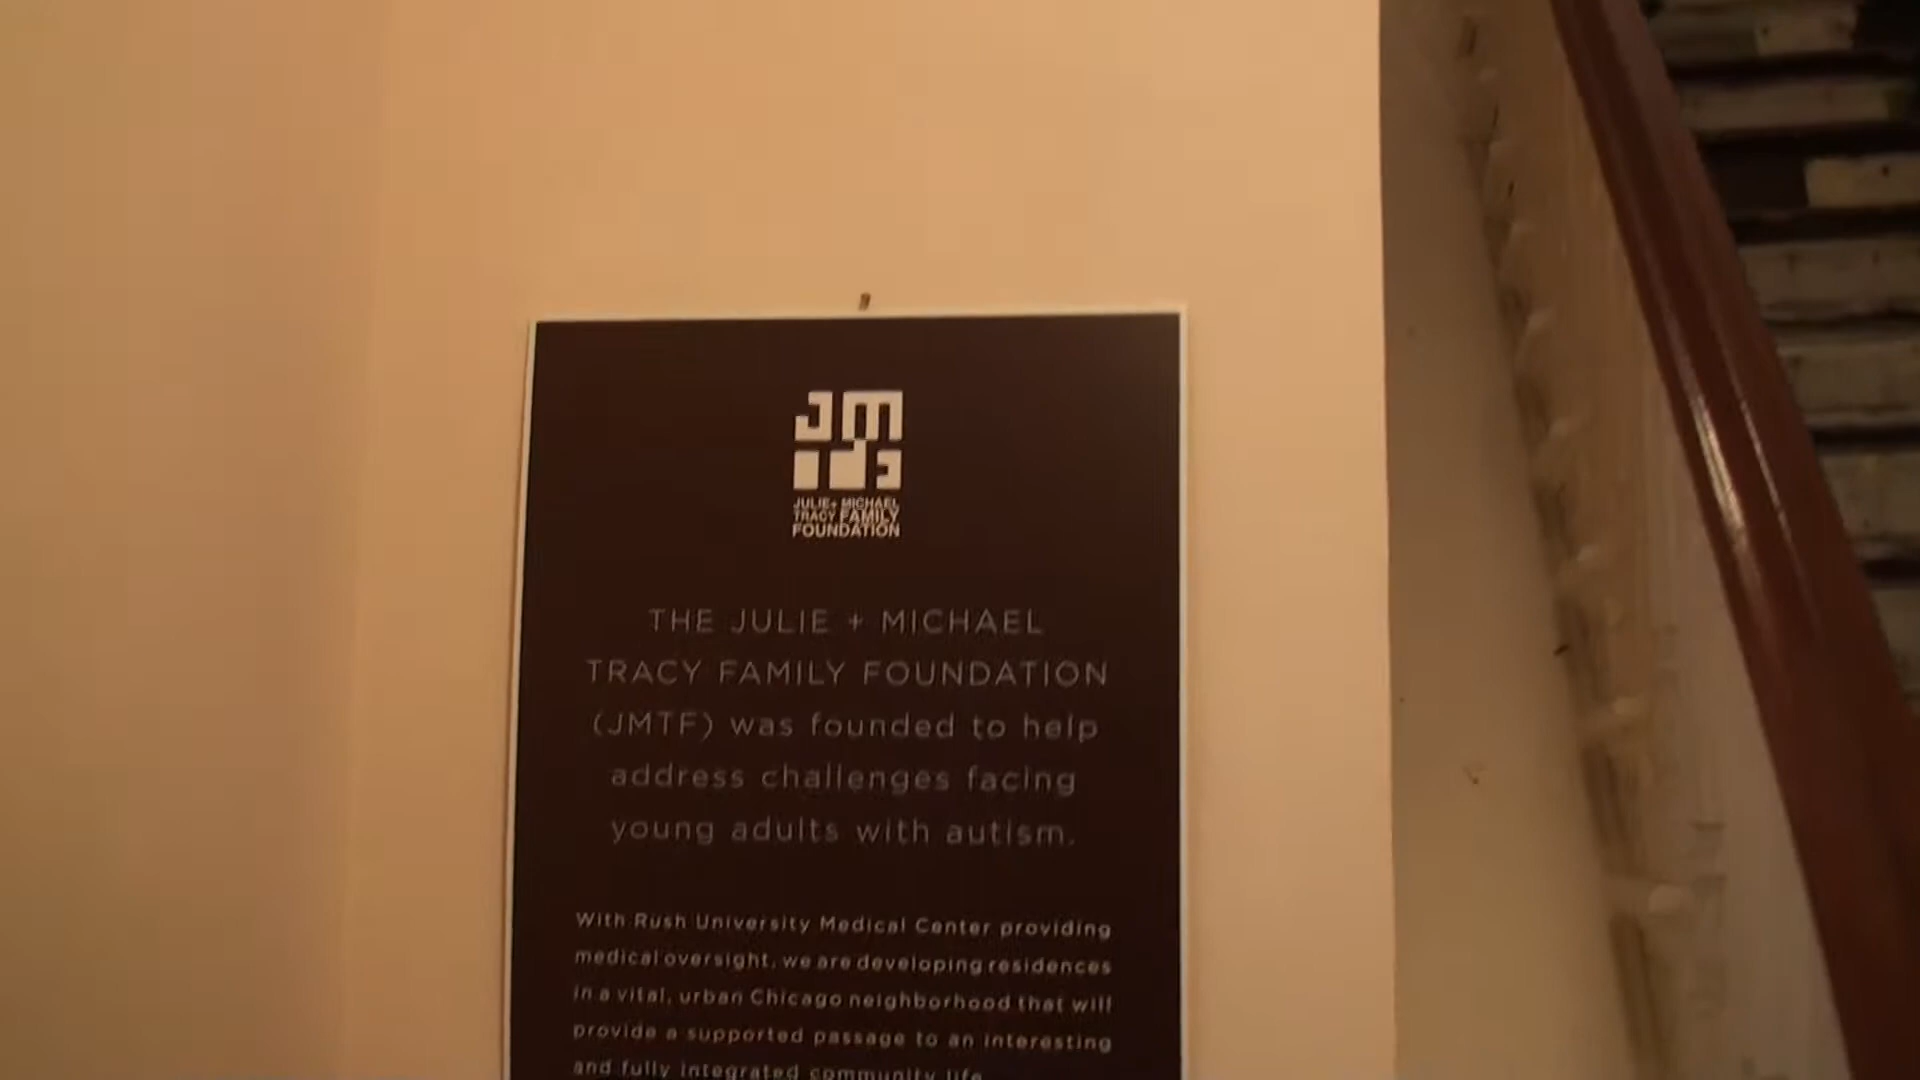 JM
TF
JULIE+ MICHAEL
TRACY FAMILY
FOUNDATION
THE JULIE + MICHAEL
TRACY FAMILY FOUNDATION
(JMTF) was founded to help
address challenges facing
young adults with autism.
With Rush University Medical Center providing
medical oversight, we are developing residences
in a vital, urban Chicago neighborhood that will
provide a supported passage to an interesting
and fully integrated community life.